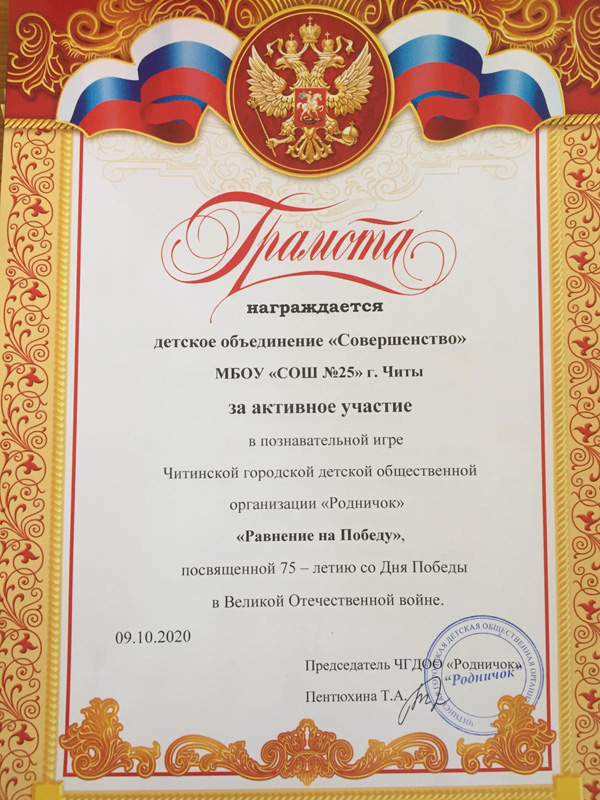 Грамота
награждается
детское объединение «Совершенство»
МБОУ «СОШ №25» г. Читы
за активное участие
в познавательной игре
Читинской городской детской общественной
организации «Родничок»
«Равнение на Победу»,
посвященной 75 – летию со Дня Победы
в Великой Отечественной войне.
09.10.2020
Председатель ЧГДОО «Родничок»
Пентюхина Т.А.
ДЕТСКАЯ ОБЩЕСТВЕННАЯ
"Родничок"